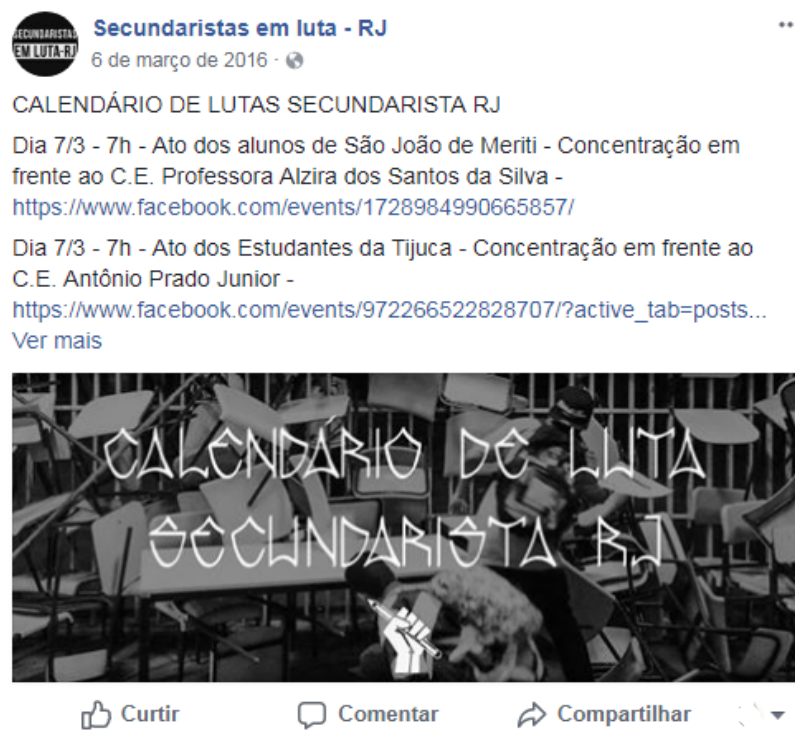 SECUNDARISTAS
EM LUTA-RJ
Secundaristas em luta - RJ
6 de março de 2016 ·
CALENDÁRIO DE LUTAS SECUNDARISTA RJ
Dia 7/3 - 7h - Ato dos alunos de São João de Meriti - Concentração em
frente ao C.E. Professora Alzira dos Santos da Silva -
https://www.facebook.com/events/1728984990665857/
Dia 7/3 - 7h - Ato dos Estudantes da Tijuca - Concentração em frente ao
C.E. Antônio Prado Junior -
https://www.facebook.com/events/972266522828707/?active_tab=posts...
Ver mais
CALENDÁRIO DE LUTA
SECUNDARISTA RJ
Curtir Comentar Compartilhar